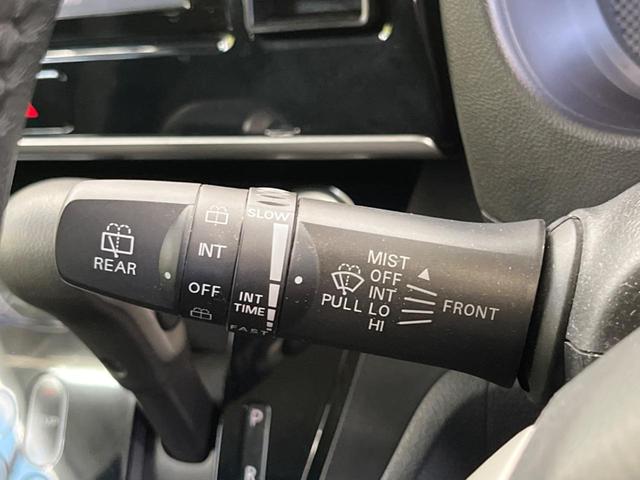 REAR
INT
OFF
SLOW
INT
TIME
FAST
PULL
MIST
OFF
INT
LO
HI
FRONT
P
R